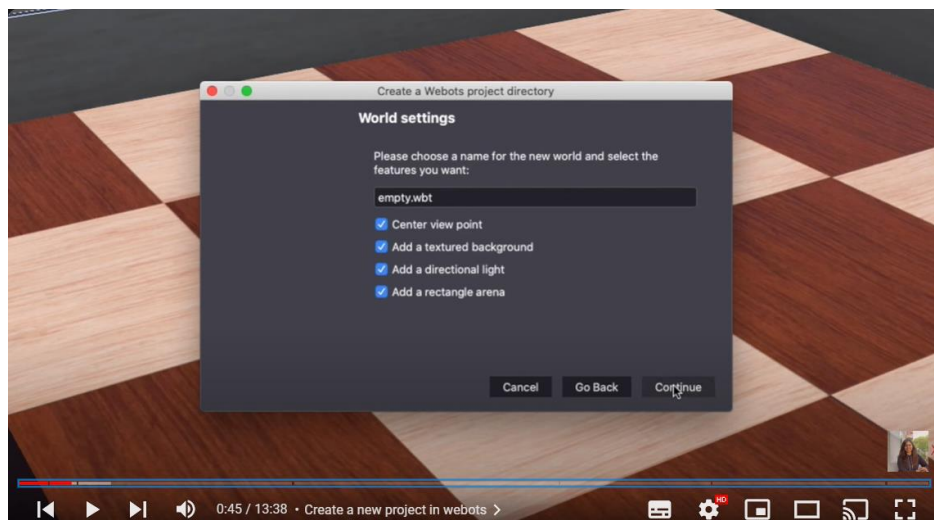 Create a Webots project directory
World settings
Please choose a name for the new world and select the
features you want:
empty.wbt
Center view point
Add a textured background
Add a directional light
Add a rectangle arena
Cancel Go Back Continue
0:45 / 13:38 • Create a new project in webots
HD